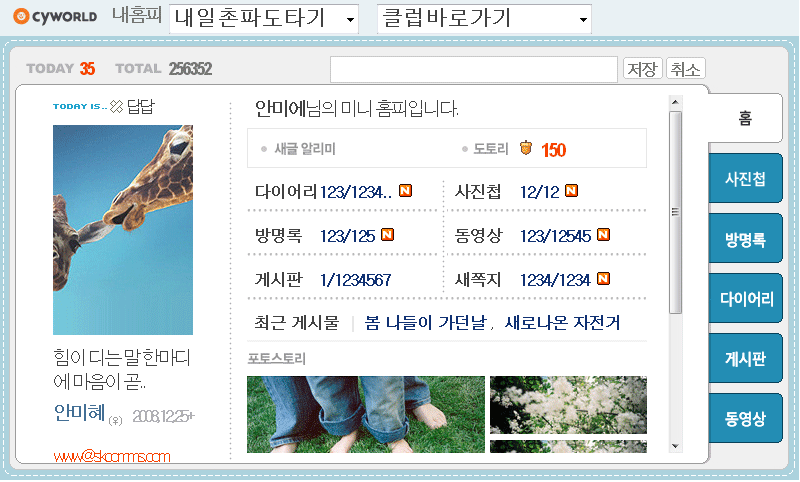 CYWORLD 내홈피 내일촌파도타기 클럽바로가기
TODAY 35 TOTAL 256352 저장 취소
TODAY IS.. 답답
안미에님의 미니 홈피입니다.
새글 알리미 도토리 150
다이어리 123/1234.. N 사진첩 12/12 N
방명록 123/125 N 동영상 123/12545 N
게시판 1/1234567 새쪽지 1234/1234 N
최근 게시물 | 봄 나들이 가던날 , 새로나온 자전거
포토스토리
힘이 디는 말 한마디
에 마음이 곧..
안미혜 (♀) 2008.12.25+
www@skcomms.com
홈
사진첩
방명록
다이어리
게시판
동영상